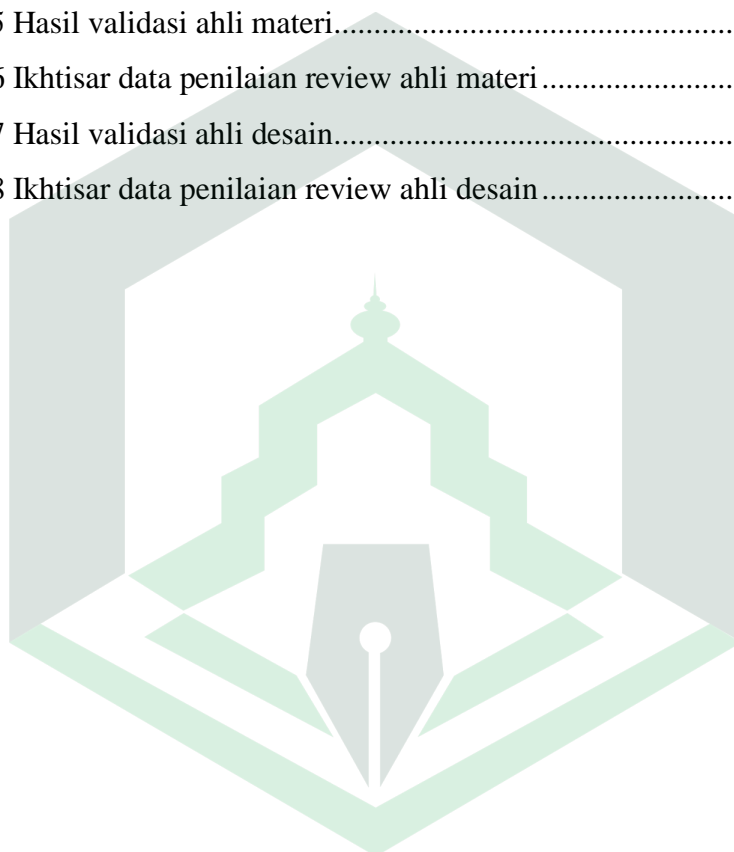 5 Hasil validasi ahli materi....................................................
6 Ikhtisar data penilaian review ahli materi.........................
7 Hasil validasi ahli desain....................................................
8 Ikhtisar data penilaian review ahli desain.........................